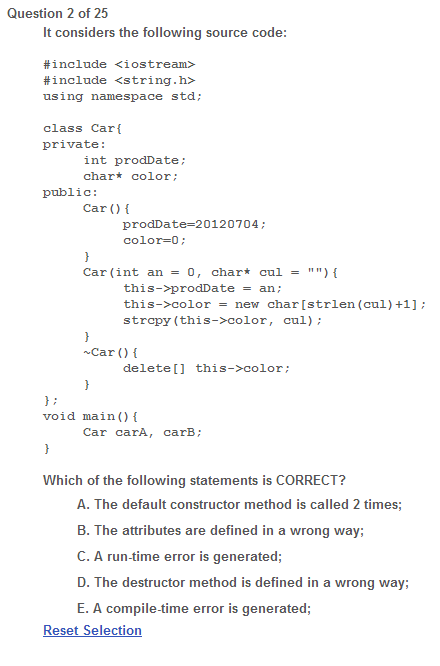 Question 2 of 25
It considers the following source code:
#include <iostream>
#include <string.h>
using namespace std;
class Car{
private:
int prodDate;
char* color;
public:
Car(){
prodDate=20120704;
color=0;
}
Car(int an = 0, char* cul = ""){
this->prodDate = an;
this->color = new char[strlen(cul)+1];
strcpy(this->color, cul);
}
~Car(){
delete[] this->color;
}
};
void main(){
Car carA, carB;
}
Which of the following statements is CORRECT?
A. The default constructor method is called 2 times;
B. The attributes are defined in a wrong way;
C. A run-time error is generated;
D. The destructor method is defined in a wrong way;
E. A compile-time error is generated;
Reset Selection